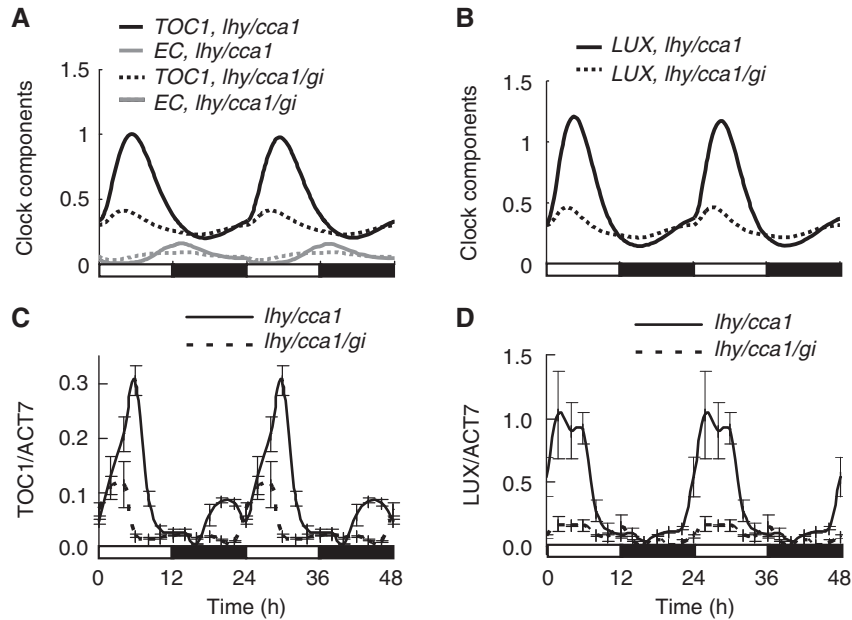 A
TOC1, lhy/cca1
EC, lhy/cca1
TOC1, lhy/cca1/gi
EC, lhy/cca1/gi
Clock components
1.5
1
0.5
0
B
LUX, lhy/cca1
LUX, lhy/cca1/gi
Clock components
1.5
1
0.5
0
C
lhy/cca1
lhy/cca1/gi
TOC1/ACT7
0.3
0.2
0.1
0.0
0 12 24 36 48
Time (h)
D
lhy/cca1
lhy/cca1/gi
LUX/ACT7
1.5
1.0
0.5
0.0
0 12 24 36 48
Time (h)